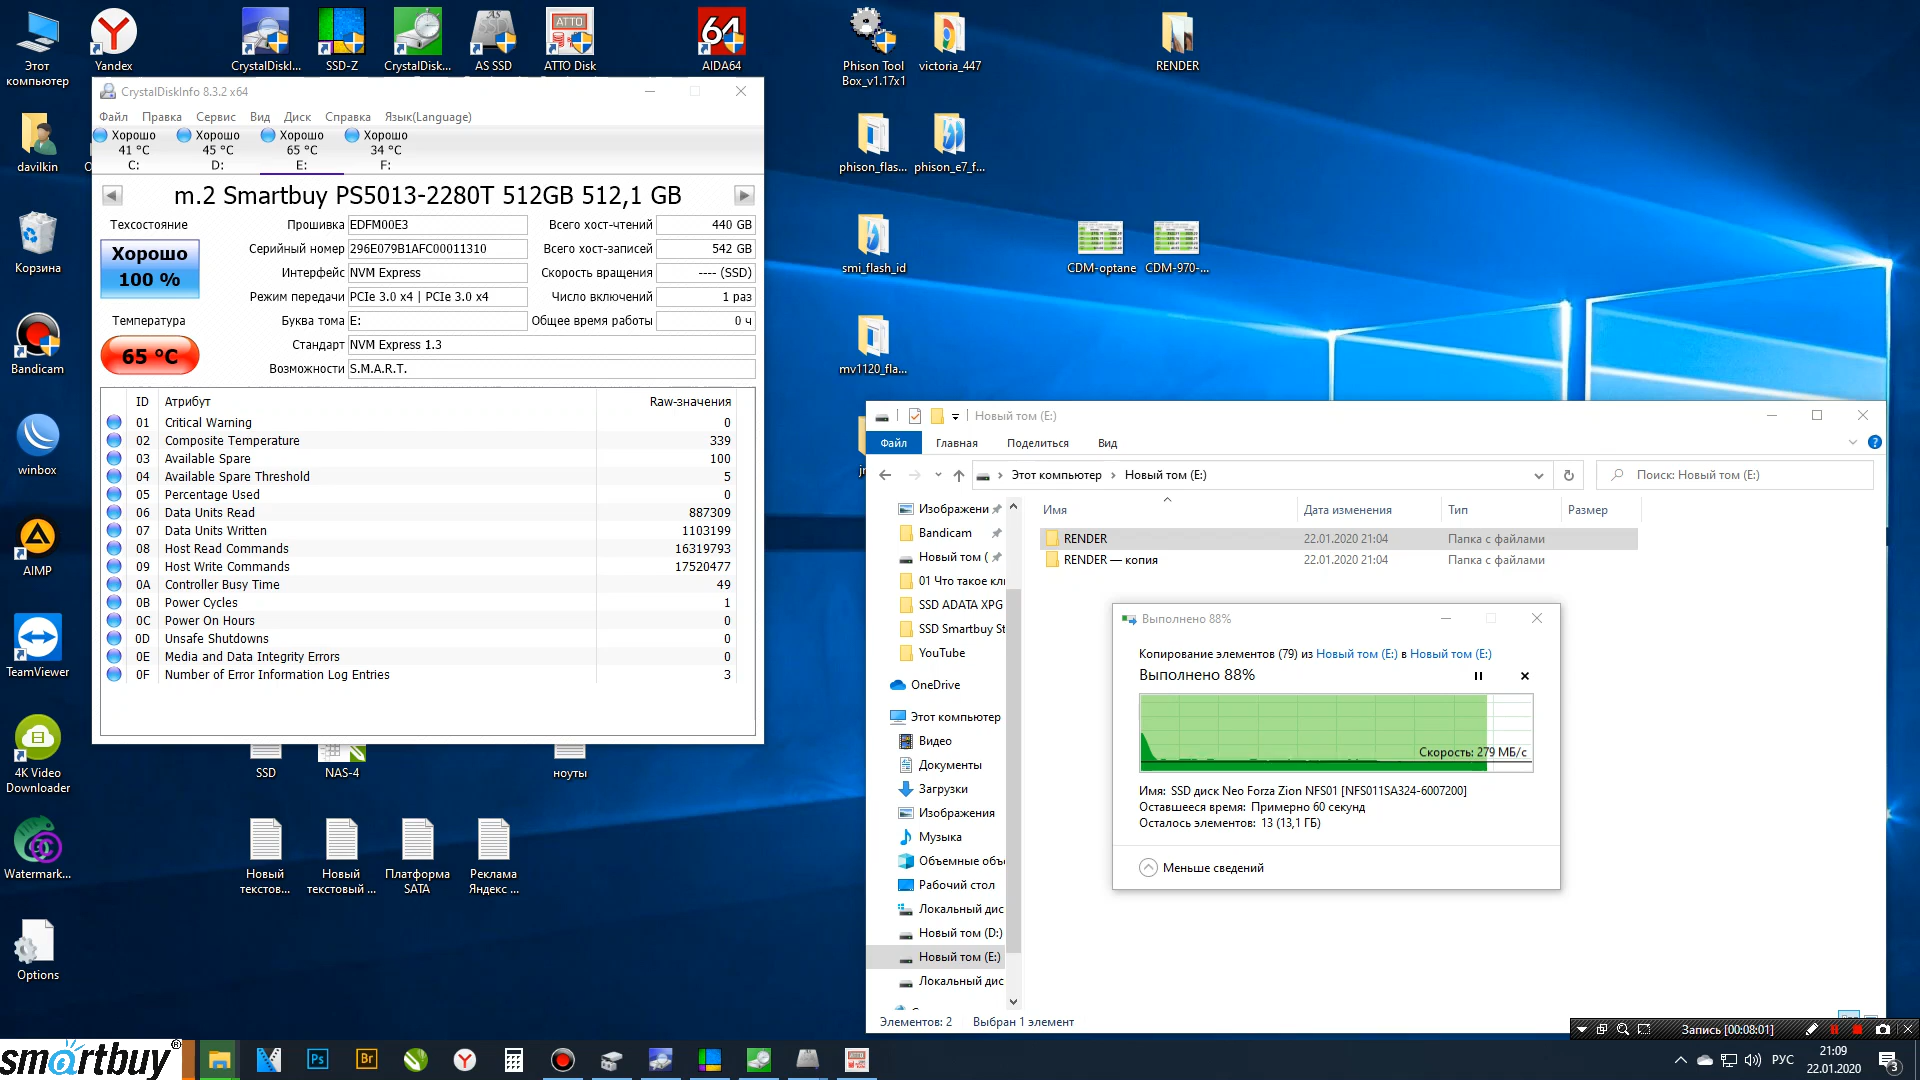 Этот компьютер
Yandex
CrystalDiskI...
SSD-Z
CrystalDisk...
AS SSD
ATTO Disk
AIDA64
Phison Tool Box_v1.17x1
victoria_447
RENDER
davilkin
phison_flas...
phison_e7_f...
Корзина
smi_flash_id
CDM-optane
CDM-970-...
Bandicam
mv1120_fla...
winbox
AIMP
TeamViewer
4K Video Downloader
SSD
NAS-4
ноуты
Watermark...
Новый текстов...
Новый текстовый ...
Платформа SATA
Реклама Яндекс ...
Options
CrystalDiskInfo 8.3.2 x64
Файл Правка Сервис Вид Диск Справка Язык(Language)
Хорошо Хорошо Хорошо Хорошо
41 °C 45 °C 65 °C 34 °C
C: D: E: F:
m.2 Smartbuy PS5013-2280T 512GB 512,1 GB
Техсостояние
Хорошо
100 %
Температура
65 °C
Прошивка EDFM00E3 Всего хост-чтений 440 GB
Серийный номер 296E079B1AFC00011310 Всего хост-записей 542 GB
Интерфейс NVM Express Скорость вращения ---- (SSD)
Режим передачи PCIe 3.0 x4 | PCIe 3.0 x4 Число включений 1 раз
Буква тома E: Общее время работы 0 ч
Стандарт NVM Express 1.3
Возможности S.M.A.R.T.
ID Атрибут Raw-значения
01 Critical Warning 0
02 Composite Temperature 339
03 Available Spare 100
04 Available Spare Threshold 5
05 Percentage Used 0
06 Data Units Read 887309
07 Data Units Written 1103199
08 Host Read Commands 16319793
09 Host Write Commands 17520477
0A Controller Busy Time 49
0B Power Cycles 1
0C Power On Hours 0
0D Unsafe Shutdowns 0
0E Media and Data Integrity Errors 0
0F Number of Error Information Log Entries 3
Новый том (E:)
Файл Главная Поделиться Вид
Этот компьютер › Новый том (E:)
Поиск: Новый том (E:)
Имя Дата изменения Тип Размер
RENDER 22.01.2020 21:04 Папка с файлами
RENDER — копия 22.01.2020 21:04 Папка с файлами
Изображени
Bandicam
Новый том (
01 Что такое кл
SSD ADATA XPG
SSD Smartbuy St
YouTube
OneDrive
Этот компьютер
Видео
Документы
Загрузки
Изображения
Музыка
Объемные объ
Рабочий стол
Локальный дис
Новый том (D:)
Новый том (E:)
Локальный дис
Элементов: 2 Выбран 1 элемент
Выполнено 88%
Копирование элементов (79) из Новый том (E:) в Новый том (E:)
Выполнено 88%
Скорость: 279 МБ/с
Имя: SSD диск Neo Forza Zion NFS01 [NFS011SA324-6007200]
Оставшееся время: Примерно 60 секунд
Осталось элементов: 13 (13,1 ГБ)
Меньше сведений
Запись [00:08:01]
smartbuy®
Ps
Br
РУС
21:09
22.01.2020
3